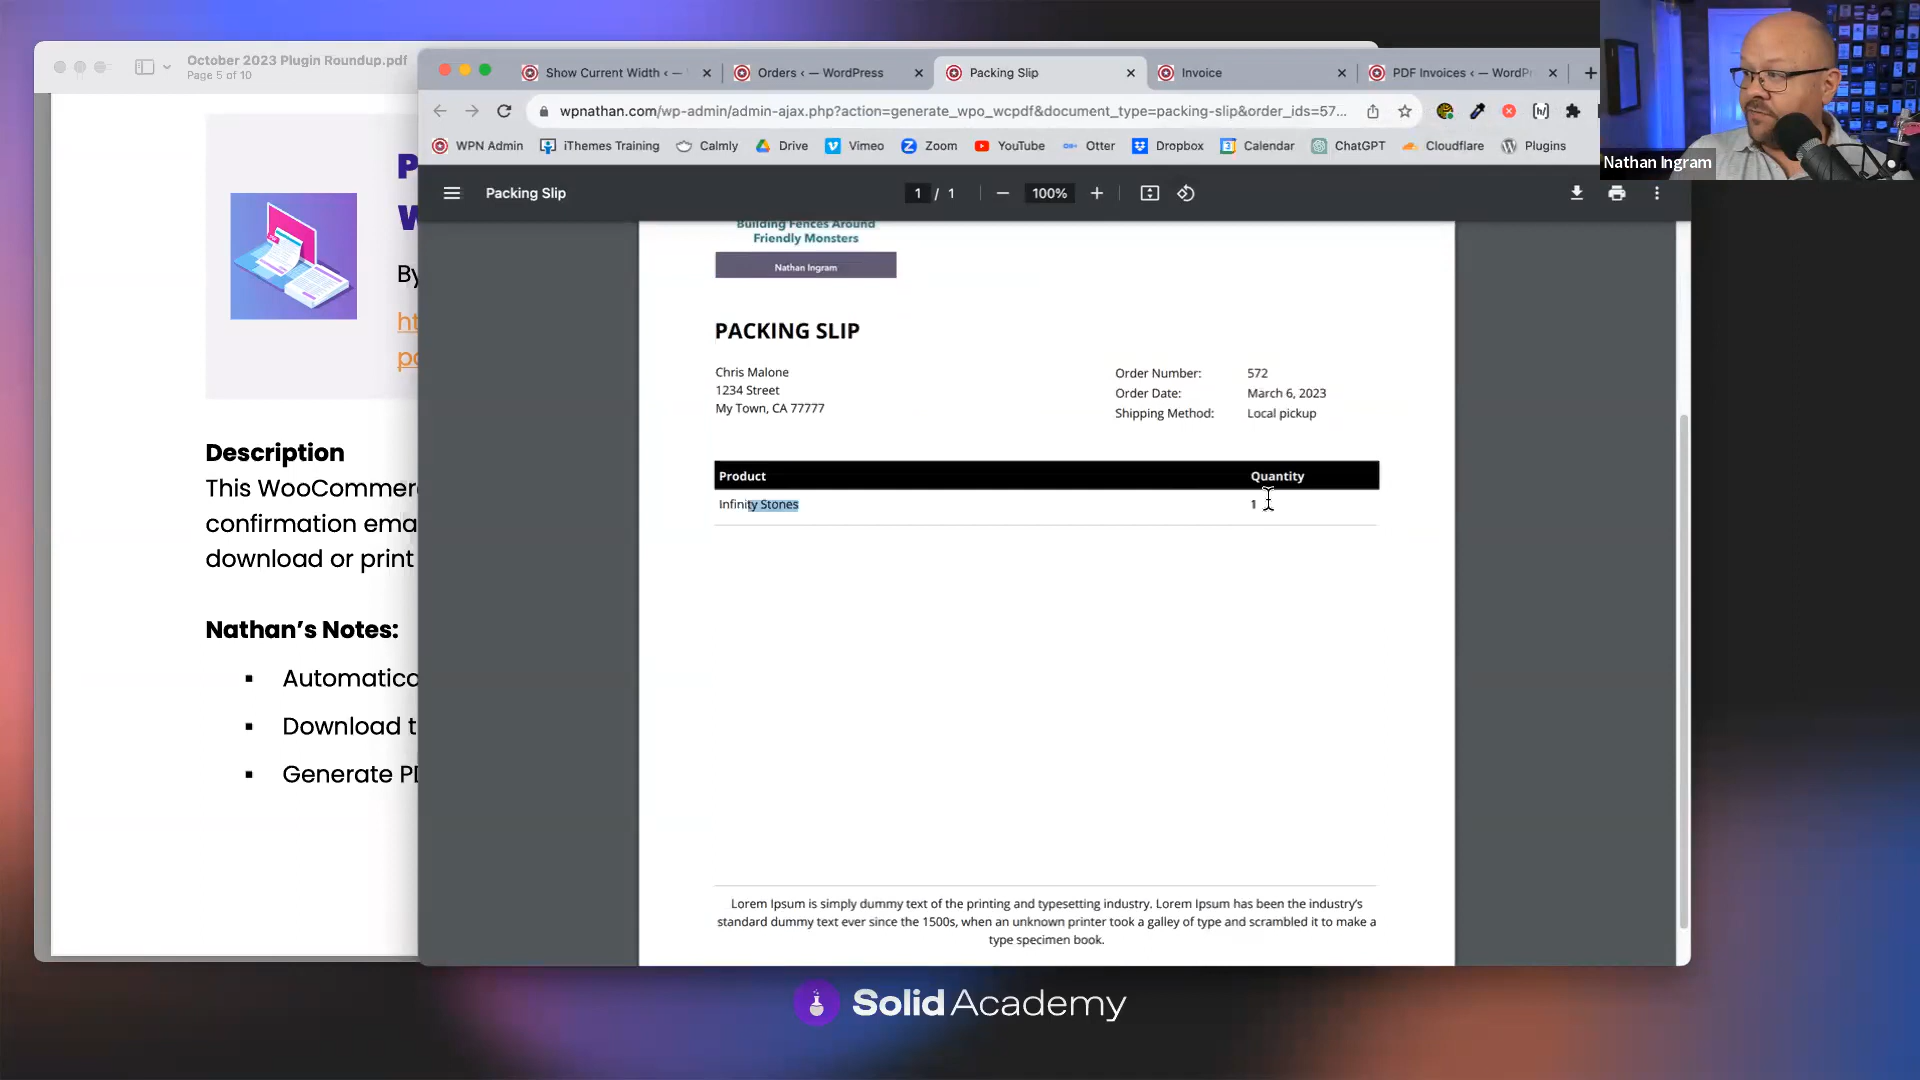 October 2023 Plugin Roundup.pdf
Page 5 of 10
By
Description
This WooCommer
confirmation ema
download or print
Nathan's Notes:
▪ Automatica
▪ Download t
▪ Generate
Show Current Width ‹ —
Orders ‹ — WordPress
Packing Slip
Invoice
PDF Invoices ‹ — WordPr
wpnathan.com/wp-admin/admin-ajax.php?action=generate_wpo_wcpdf&document_type=packing-slip&order_ids=57...
WPN Admin
iThemes Training
Calmly
Drive
Vimeo
Zoom
YouTube
Otter
Dropbox
Calendar
ChatGPT
Cloudflare
Plugins
Packing Slip
1 / 1
100%
Building Fences Around
Friendly Monsters
Nathan Ingram
PACKING SLIP
Chris Malone
1234 Street
My Town, CA 77777
Order Number: 572
Order Date: March 6, 2023
Shipping Method: Local pickup
Product Quantity
Infinity Stones 1
Lorem Ipsum is simply dummy text of the printing and typesetting industry. Lorem Ipsum has been the industry's
standard dummy text ever since the 1500s, when an unknown printer took a galley of type and scrambled it to make a
type specimen book.
Nathan Ingram
Solid Academy